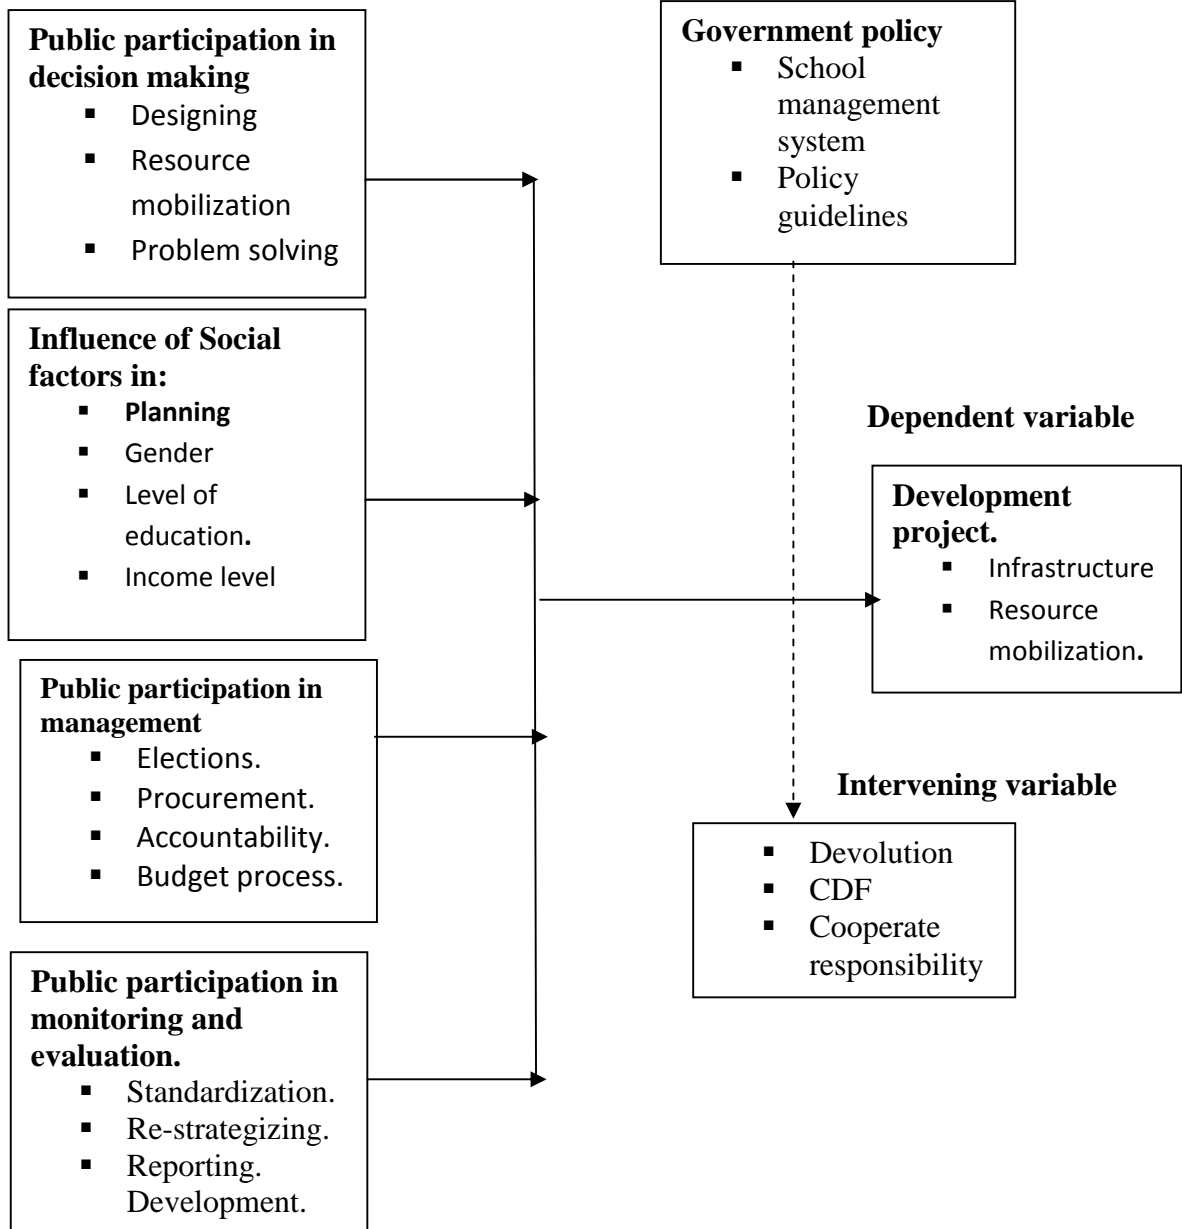 Public participation in
decision making
▪ Designing
▪ Resource
mobilization
▪ Problem solving
Influence of Social
factors in:
▪ Planning
▪ Gender
▪ Level of
education.
▪ Income level
Public participation in
management
▪ Elections.
▪ Procurement.
▪ Accountability.
▪ Budget process.
Public participation in
monitoring and
evaluation.
▪ Standardization.
▪ Re-strategizing.
▪ Reporting.
Development.
Government policy
▪ School
management
system
▪ Policy
guidelines
Dependent variable
Development
project.
▪ Infrastructure
▪ Resource
mobilization.
Intervening variable
▪ Devolution
▪ CDF
▪ Cooperate
responsibility